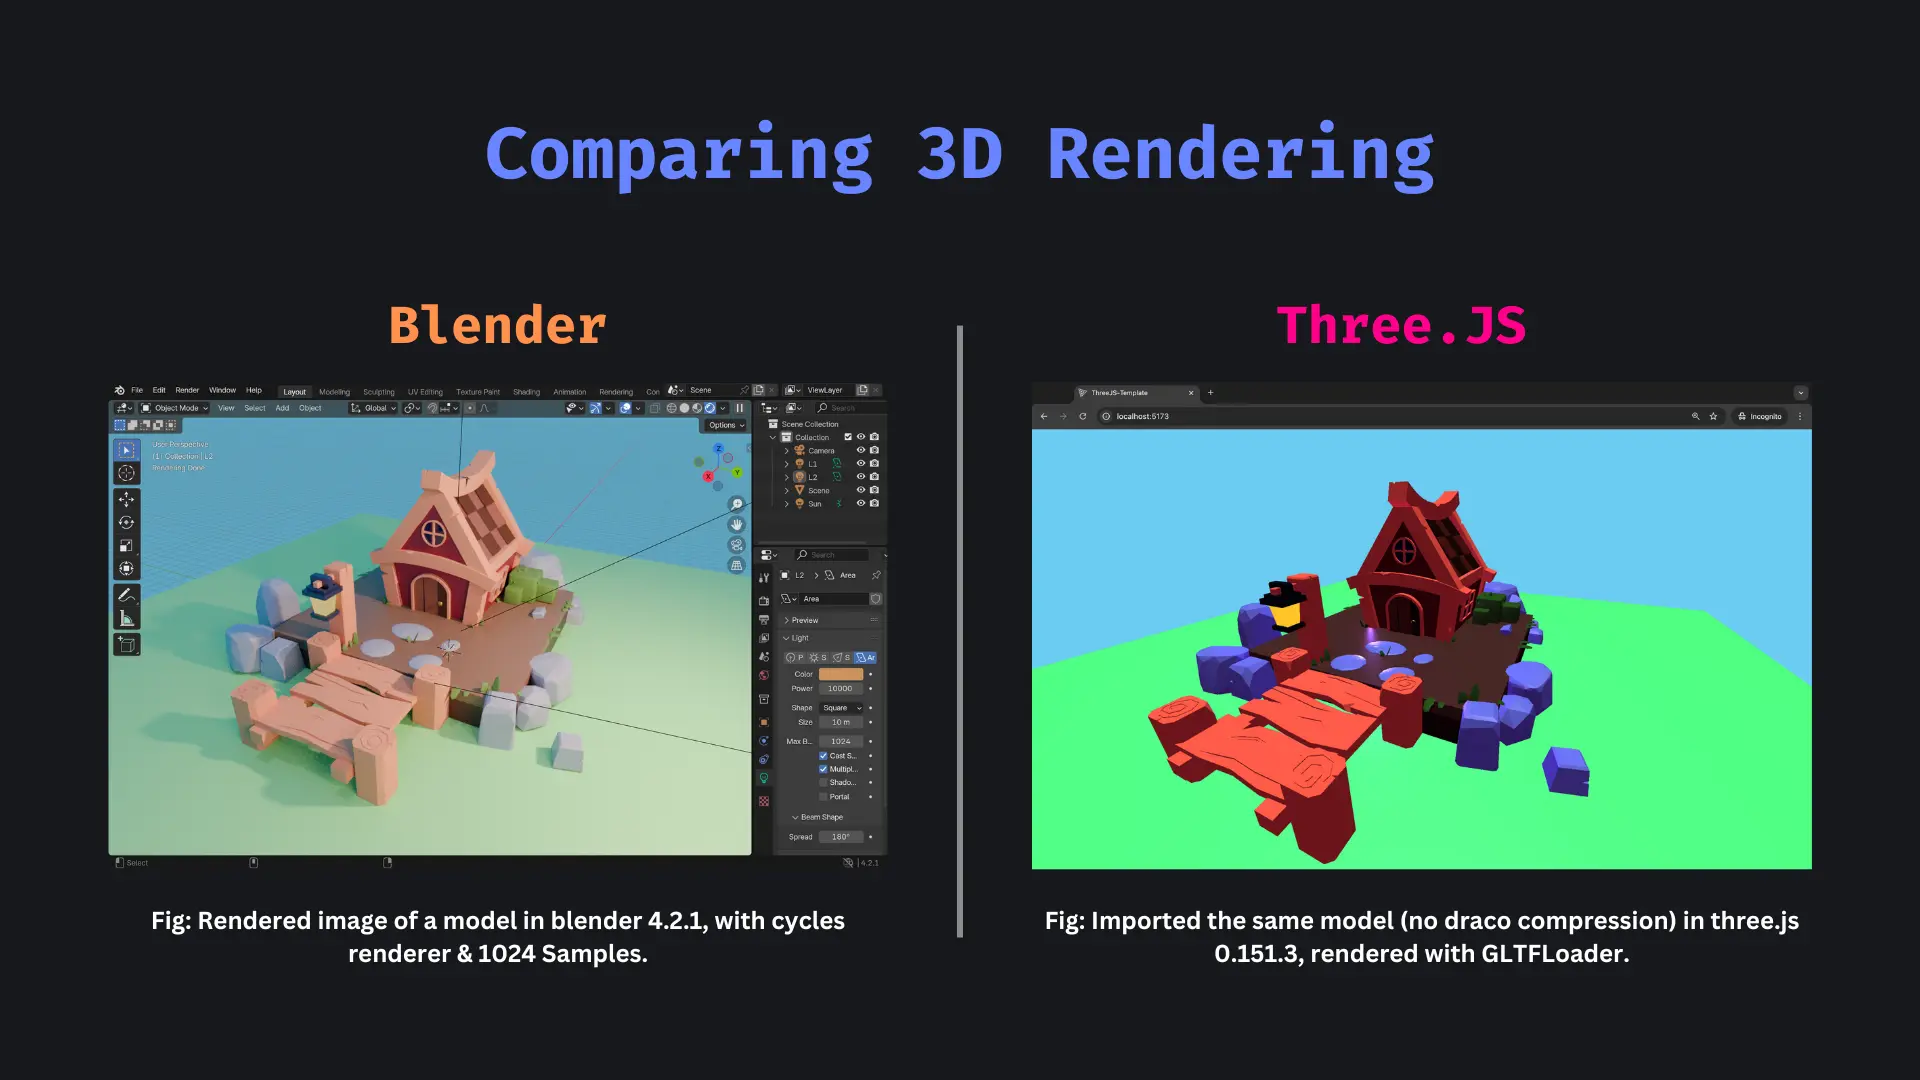 Comparing 3D Rendering
Blender
Three.JS
File Edit Render Window Help Layout Modeling Sculpting UV Editing Texture Paint Shading Animation Rendering Con Scene ViewLayer
Object Mode View Select Add Object Global Search
Options
User Perspective
(1) Collection | L2
Rendering Done
Z
Y
X
Scene Collection
Collection
Camera
L1
L2
Scene
Sun
Search
L2 Area
Area
Preview
Light
P S S Ar
Color
Power 10000
Shape Square
Size 10 m
Max B... 1024
Cast S...
Multipl...
Shado...
Portal
Beam Shape
Spread 180°
Select
4.2.1
ThreeJS-Template
localhost:5173
Incognito
Fig: Rendered image of a model in blender 4.2.1, with cycles
renderer & 1024 Samples.
Fig: Imported the same model (no draco compression) in three.js
0.151.3, rendered with GLTFLoader.